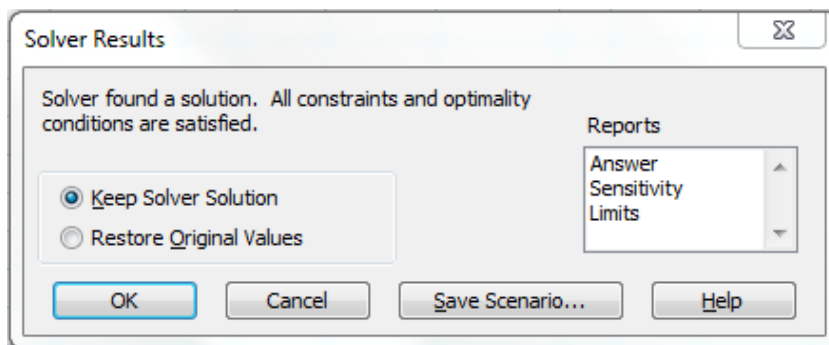 Solver Results
Solver found a solution.  All constraints and optimality
conditions are satisfied.
Reports
Answer
Sensitivity
Limits
Keep Solver Solution
Restore Original Values
OK
Cancel
Save Scenario...
Help